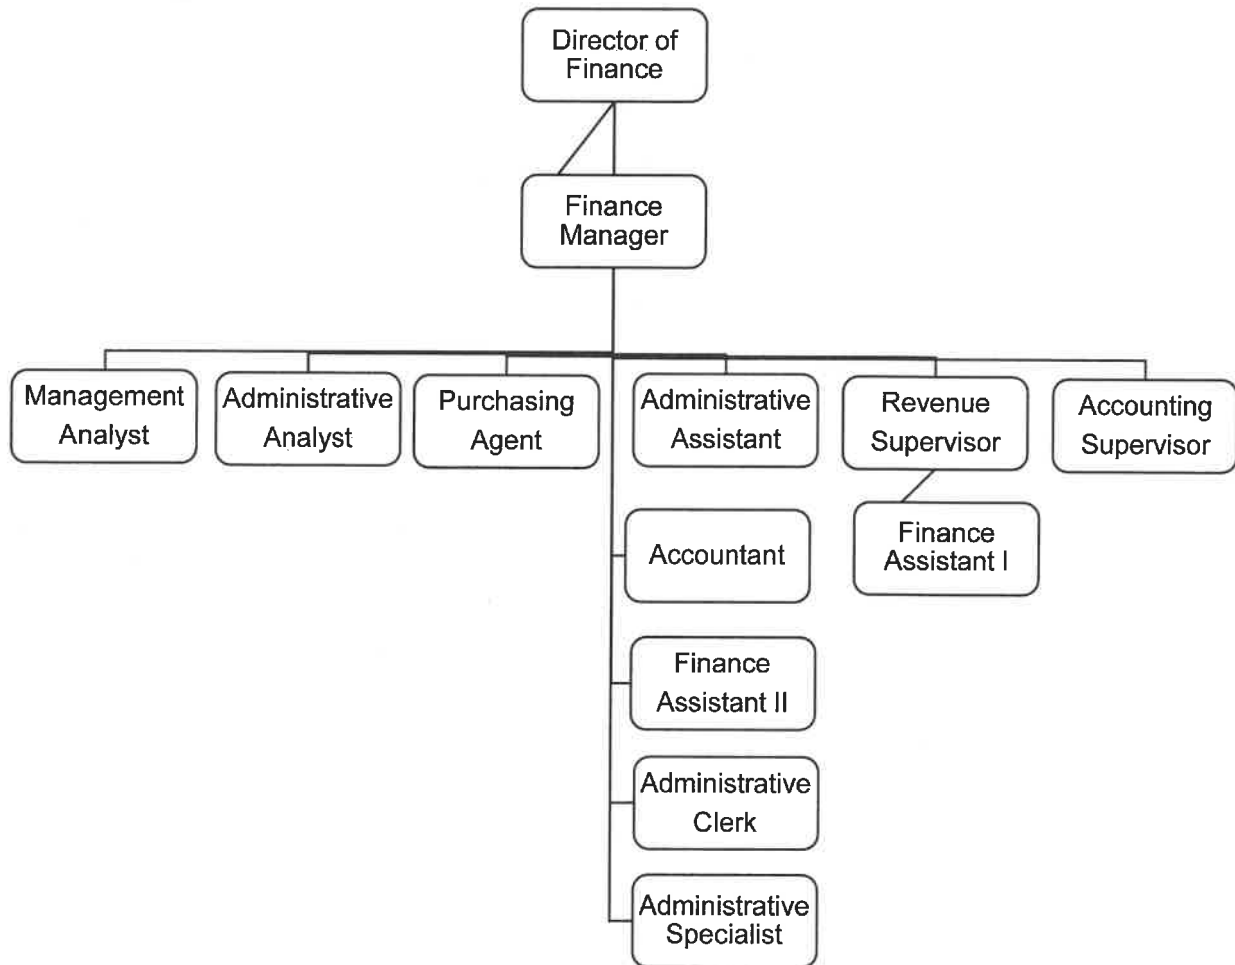 Director of
Finance
Finance
Manager
Management
Analyst
Administrative
Analyst
Purchasing
Agent
Administrative
Assistant
Revenue
Supervisor
Accounting
Supervisor
Accountant
Finance
Assistant I
Finance
Assistant II
Administrative
Clerk
Administrative
Specialist